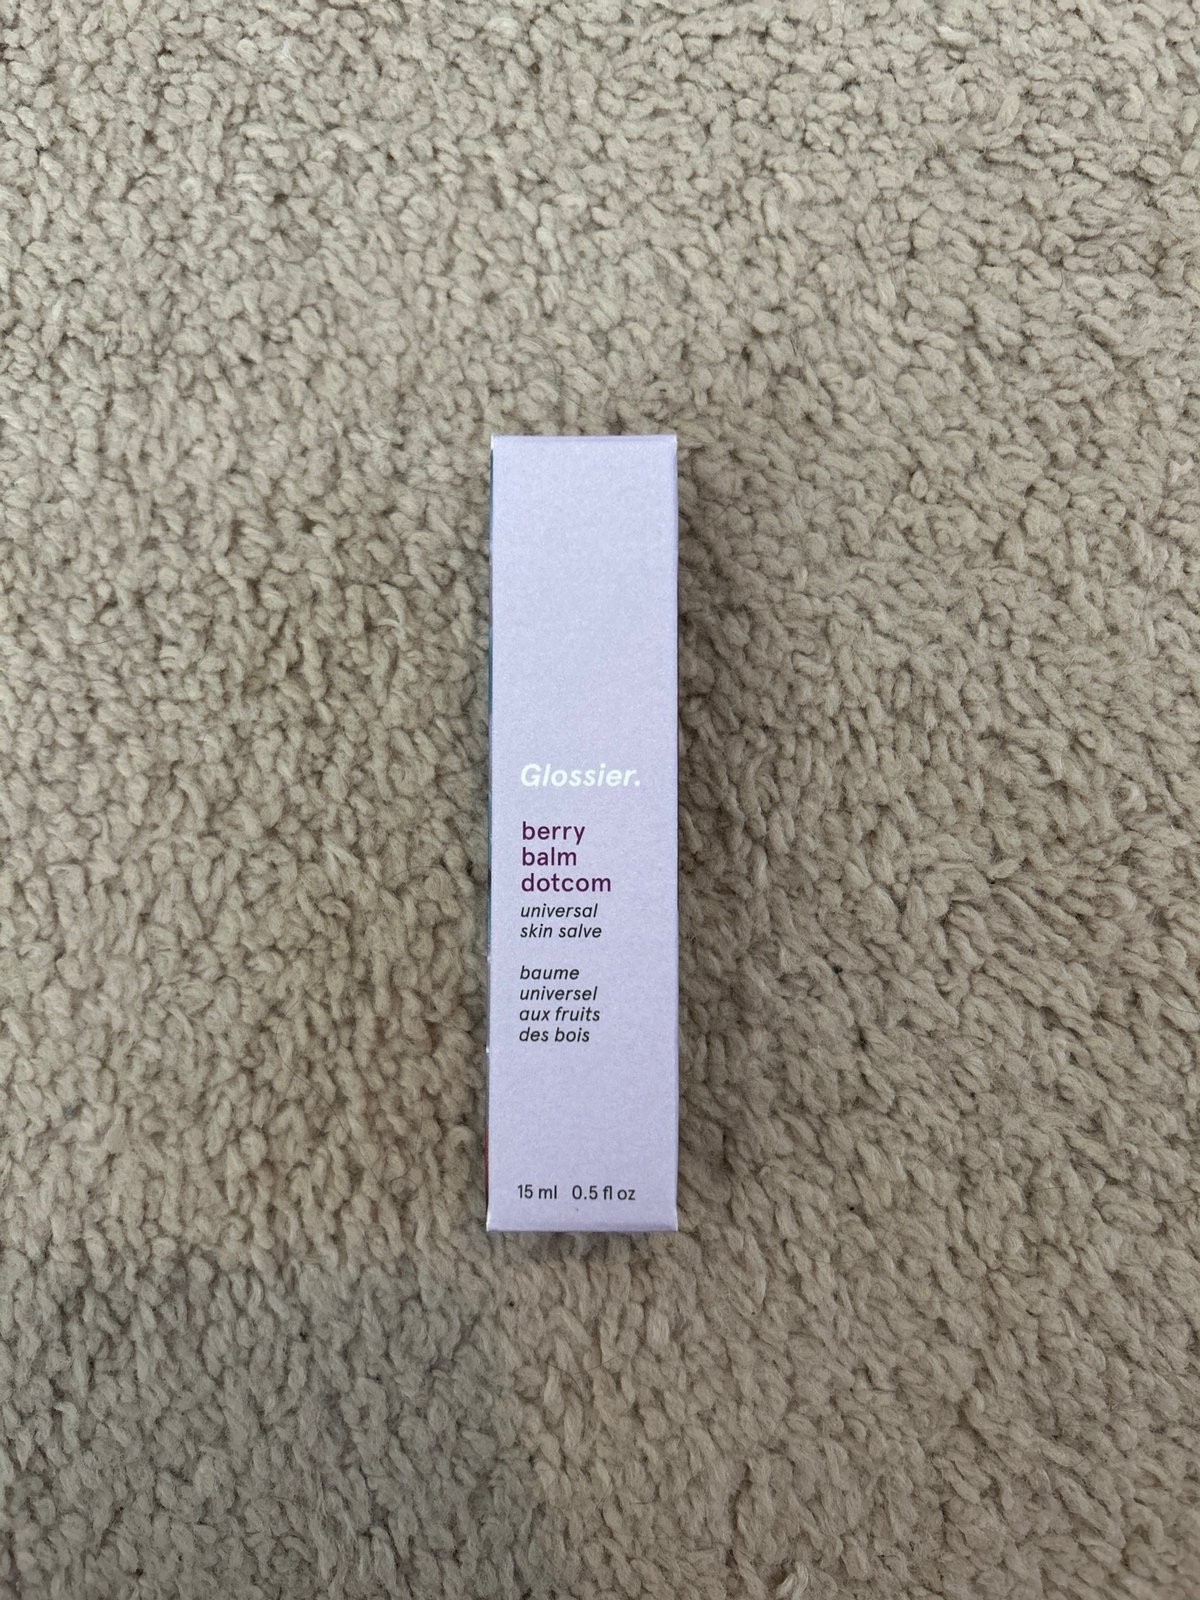 Glossier.
berry
balm
dotcom
universal
skin salve
baume
universel
aux fruits
des bois
15 ml 0.5 fl oz